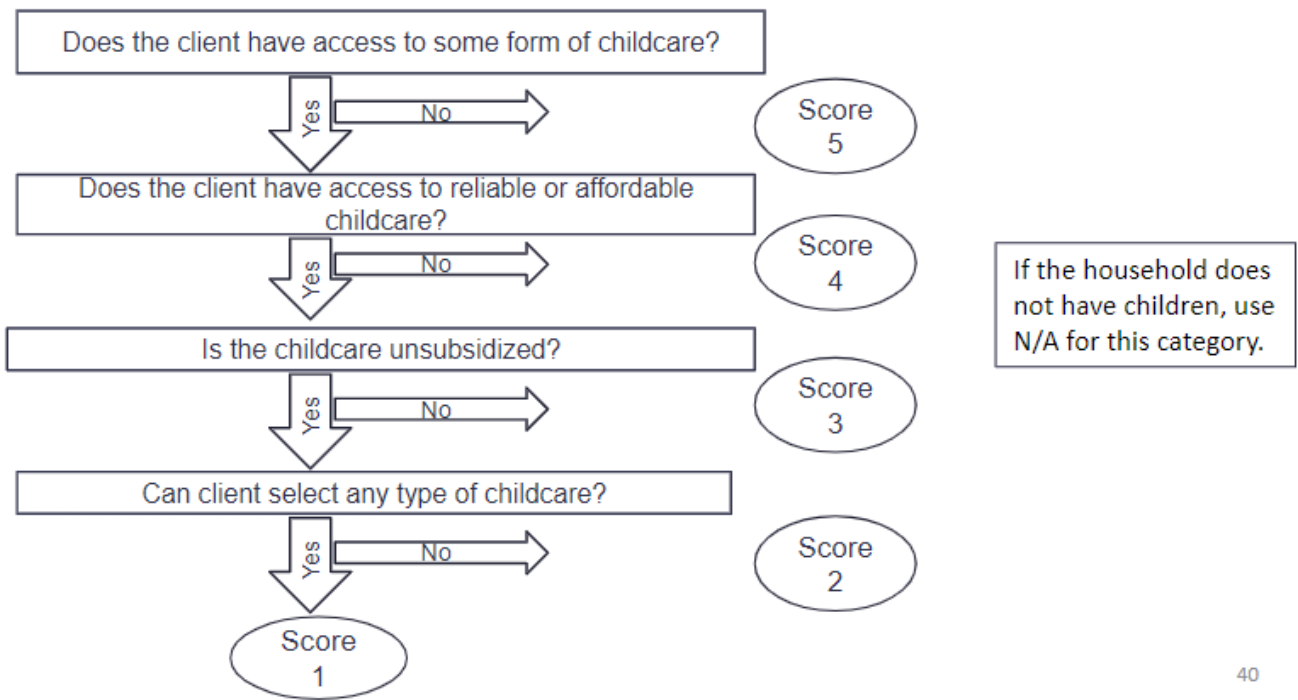 Does the client have access to some form of childcare?
Yes
No
Score
5
Does the client have access to reliable or affordable
childcare?
Yes
No
Score
4
If the household does
not have children, use
N/A for this category.
Is the childcare unsubsidized?
Yes
No
Score
3
Can client select any type of childcare?
Yes
No
Score
2
Score
1
40